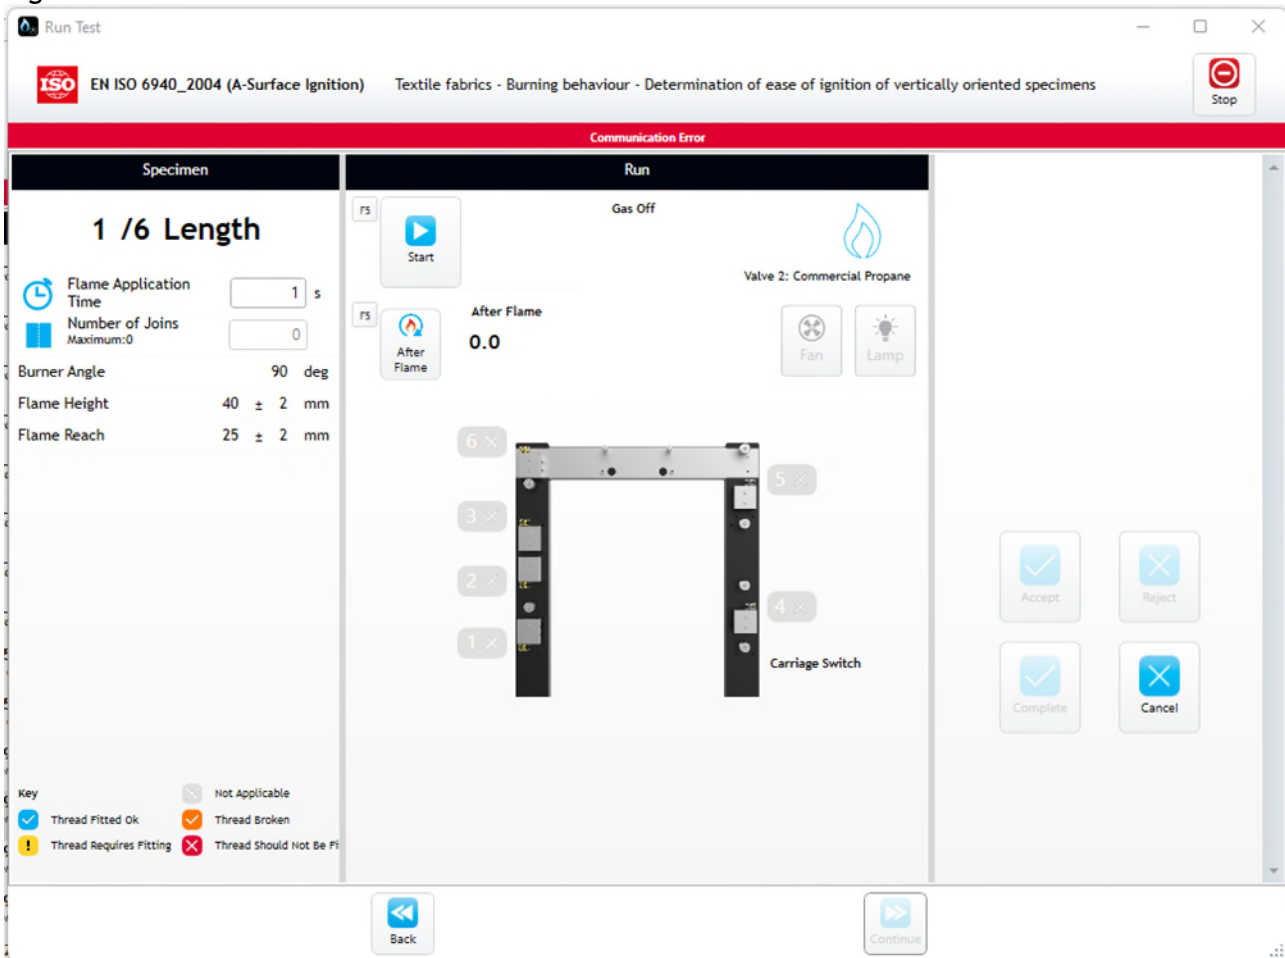 Run Test
ISO
EN ISO 6940_2004 (A-Surface Ignition)
Textile fabrics - Burning behaviour - Determination of ease of ignition of vertically oriented specimens
Stop
Communication Error
Specimen
1 /6 Length
Flame Application
Time
1 s
Number of Joins
Maximum:0
0
Burner Angle 90 deg
Flame Height 40 ± 2 mm
Flame Reach 25 ± 2 mm
Key
Not Applicable
Thread Fitted Ok
Thread Broken
Thread Requires Fitting
Thread Should Not Be Fi
Run
F5
Start
Gas Off
Valve 2: Commercial Propane
F5
After
Flame
After Flame
0.0
Fan
Lamp
6
5
3
2
4
1
Carriage Switch
Accept
Reject
Complete
Cancel
Back
Continue